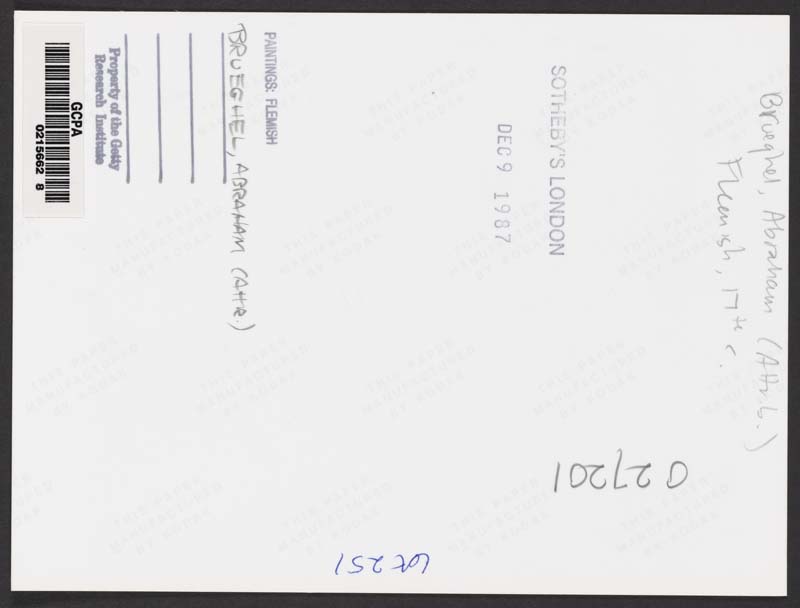 Brueghel, Abraham (Attrib.)
Flemish, 17th c.
SOTHEBY'S LONDON
DEC 9 1987
PAINTINGS: FLEMISH
BRUEGHEL, ABRAHAM (Attr.)
Property of the Getty
Research Institute
GCPA
0215662 8
027201
Lot 251
THIS PAPER
MANUFACTURED
BY KODAK